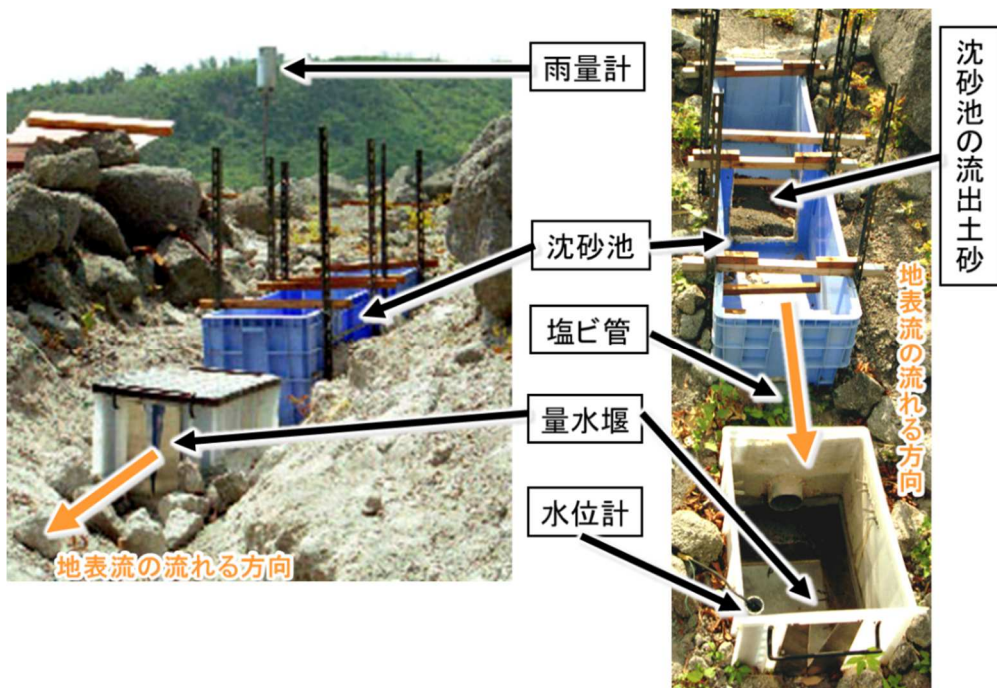 雨量計
沈砂池
塩ビ管
量水堰
水位計
沈砂池の流出土砂
地表流の流れる方向
地表流の流れる方向